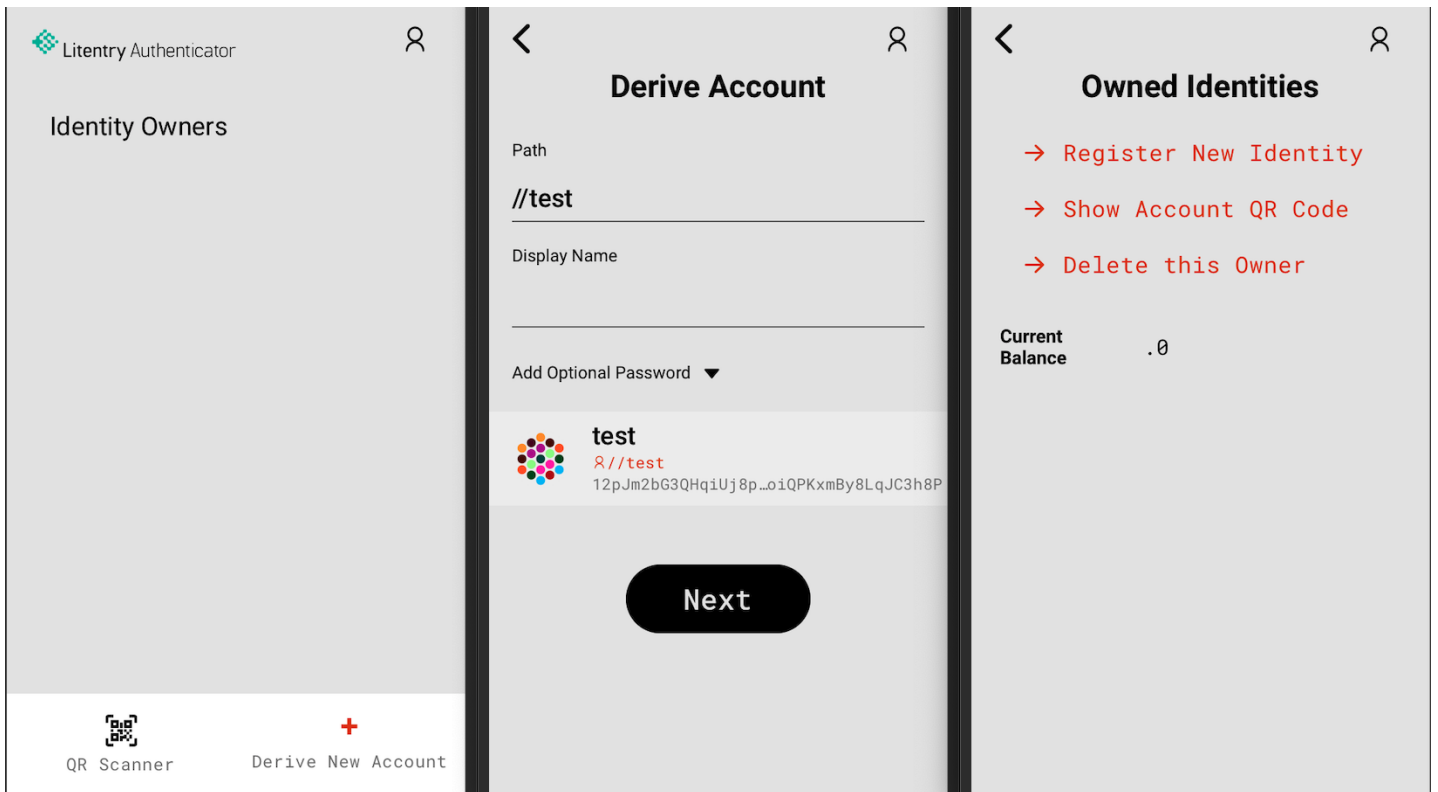 Litentry Authenticator
Identity Owners
QR Scanner
Derive New Account
Derive Account
Path
//test
Display Name
Add Optional Password
test
//test
12pJm2bG3QHqiUj8p…oiQPKxmBy8LqJC3h8P
Next
Owned Identities
→ Register New Identity
→ Show Account QR Code
→ Delete this Owner
Current
Balance
.0